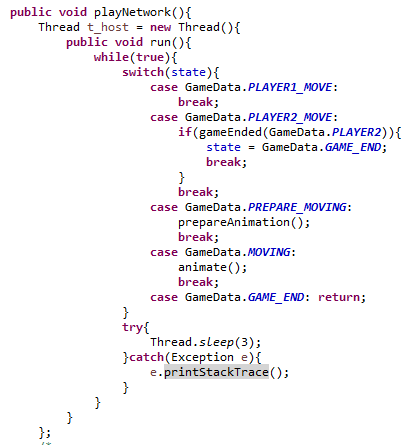 public void playNetwork(){
    Thread t_host = new Thread(){
        public void run(){
            while(true){
                switch(state){
                    case GameData.PLAYER1_MOVE:
                        break;
                    case GameData.PLAYER2_MOVE:
                        if(gameEnded(GameData.PLAYER2)){
                            state = GameData.GAME_END;
                            break;
                        }
                        break;
                    case GameData.PREPARE_MOVING:
                        prepareAnimation();
                        break;
                    case GameData.MOVING:
                        animate();
                        break;
                    case GameData.GAME_END: return;
                }
                try{
                    Thread.sleep(3);
                }catch(Exception e){
                    e.printStackTrace();
                }
            }
        }
    };
    /*